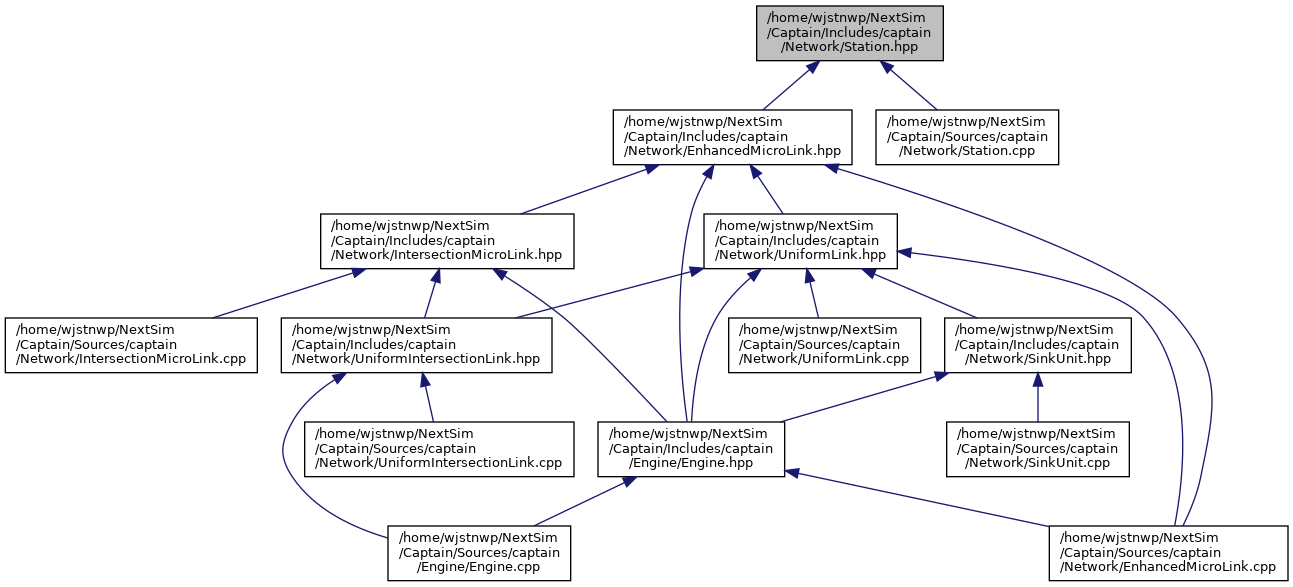 /home/wjstnwp/NextSim
/Captain/Includes/captain
/Network/Station.hpp
/home/wjstnwp/NextSim
/Captain/Includes/captain
/Network/EnhancedMicroLink.hpp
/home/wjstnwp/NextSim
/Captain/Sources/captain
/Network/Station.cpp
/home/wjstnwp/NextSim
/Captain/Includes/captain
/Network/IntersectionMicroLink.hpp
/home/wjstnwp/NextSim
/Captain/Includes/captain
/Network/UniformLink.hpp
/home/wjstnwp/NextSim
/Captain/Sources/captain
/Network/IntersectionMicroLink.cpp
/home/wjstnwp/NextSim
/Captain/Includes/captain
/Network/UniformIntersectionLink.hpp
/home/wjstnwp/NextSim
/Captain/Sources/captain
/Network/UniformLink.cpp
/home/wjstnwp/NextSim
/Captain/Includes/captain
/Network/SinkUnit.hpp
/home/wjstnwp/NextSim
/Captain/Sources/captain
/Network/UniformIntersectionLink.cpp
/home/wjstnwp/NextSim
/Captain/Includes/captain
/Engine/Engine.hpp
/home/wjstnwp/NextSim
/Captain/Sources/captain
/Network/SinkUnit.cpp
/home/wjstnwp/NextSim
/Captain/Sources/captain
/Engine/Engine.cpp
/home/wjstnwp/NextSim
/Captain/Sources/captain
/Network/EnhancedMicroLink.cpp